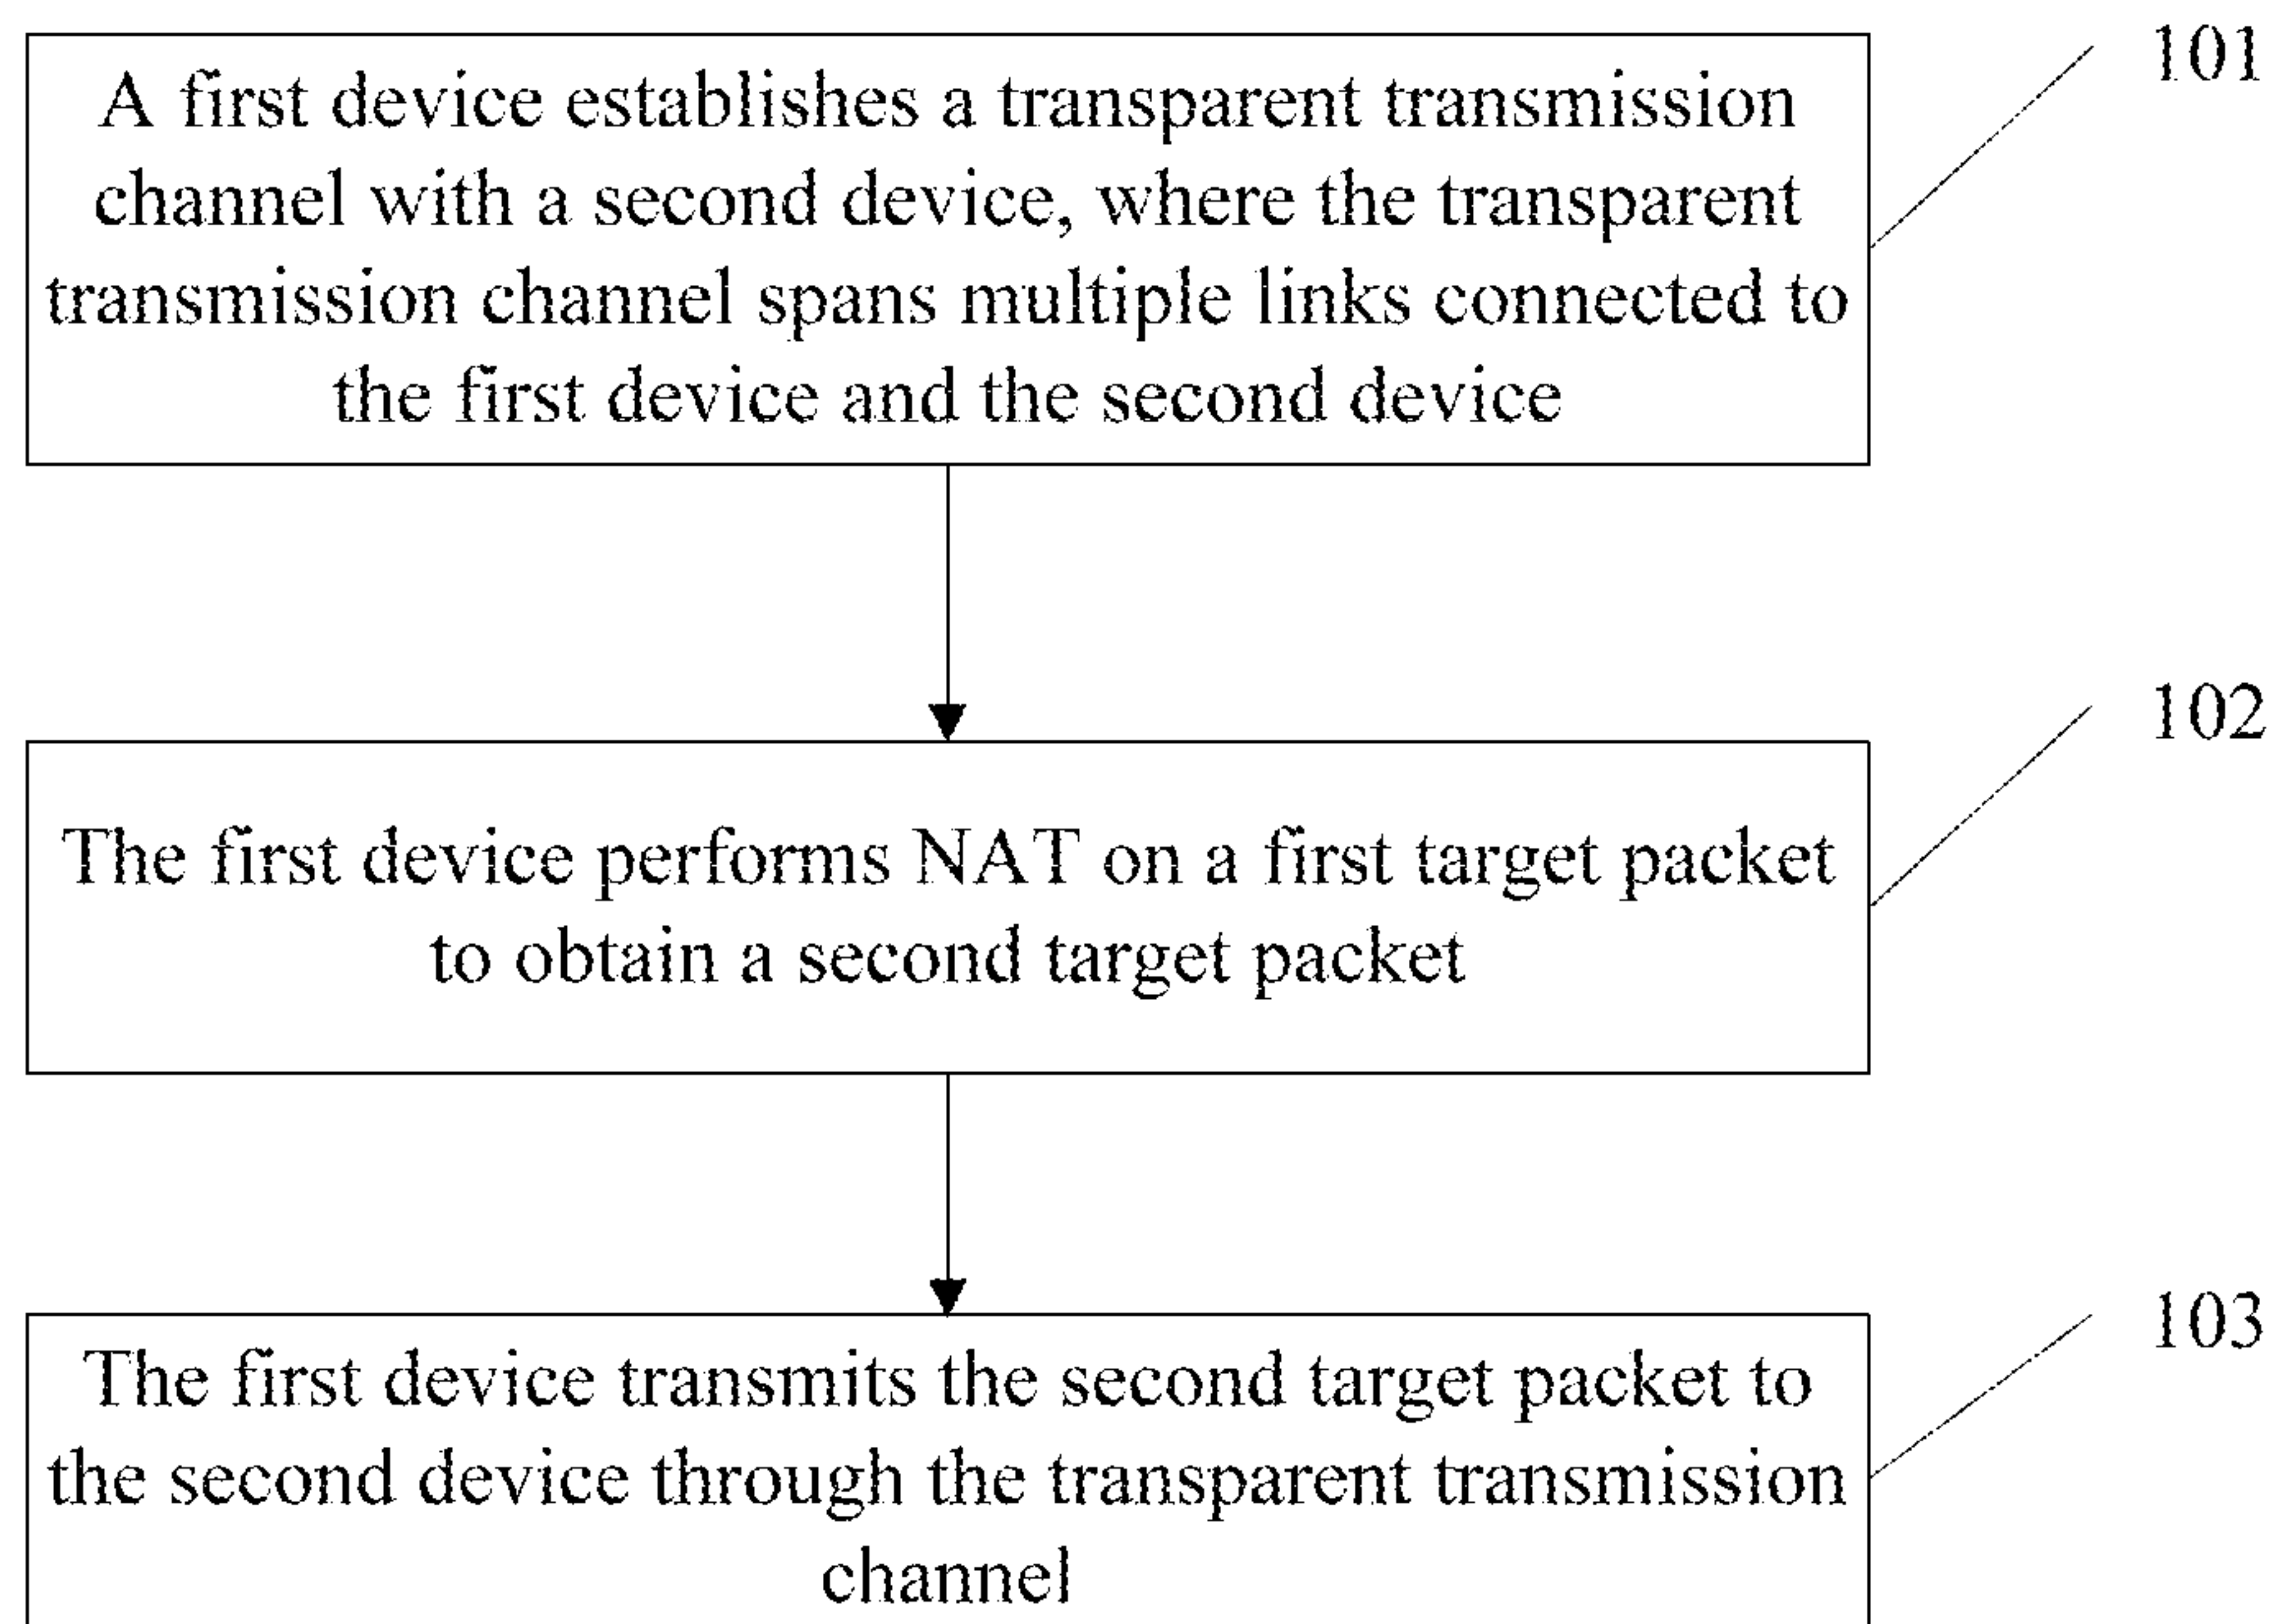 A first device establishes a transparent transmission
channel with a second device, where the transparent
transmission channel spans multiple links connected to
the first device and the second device
101
The first device performs NAT on a first target packet
to obtain a second target packet
102
The first device transmits the second target packet to
the second device through the transparent transmission
channel
103